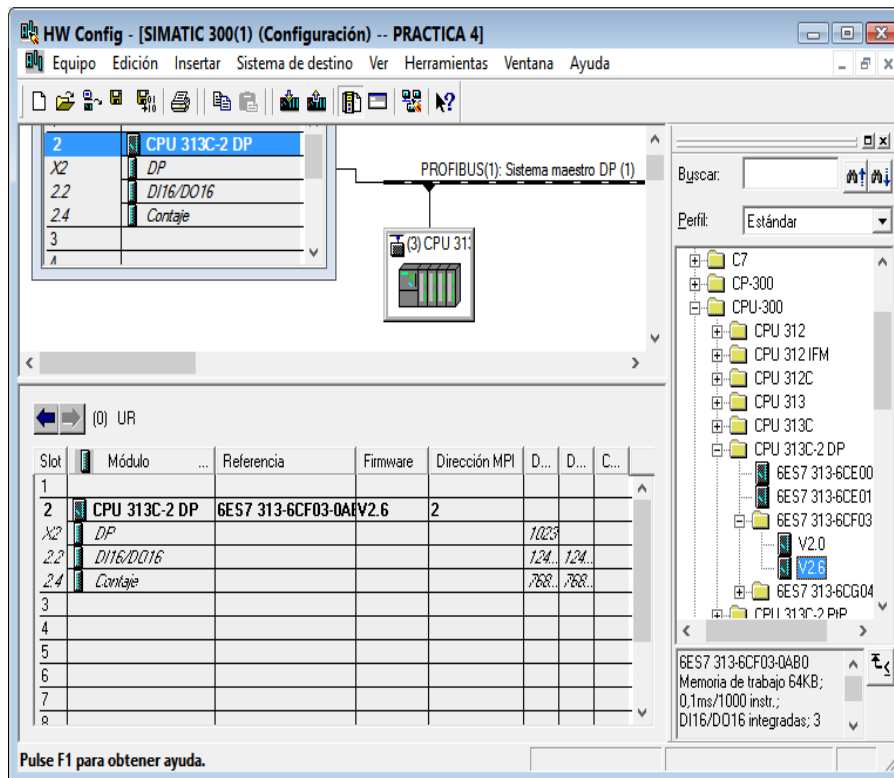 HW Config - [SIMATIC 300(1) (Configuración) -- PRACTICA 4]
Equipo Edición Insertar Sistema de destino Ver Herramientas Ventana Ayuda
2 CPU 313C-2 DP
X2 DP
2.2 DI16/DO16
2.4 Contaje
3
4
PROFIBUS(1): Sistema maestro DP (1)
(3) CPU 313
Buscar:
Perfil: Estándar
C7
CP-300
CPU-300
CPU 312
CPU 312 IFM
CPU 312C
CPU 313
CPU 313C
CPU 313C-2 DP
6ES7 313-6CE00
6ES7 313-6CE01
6ES7 313-6CF03
V2.0
V2.6
6ES7 313-6CG04
CPU 313C-2 PtP
6ES7 313-6CF03-0AB0
Memoria de trabajo 64KB;
0,1ms/1000 instr.;
DI16/DO16 integradas; 3
(0) UR
Slot Módulo ... Referencia Firmware Dirección MPI D... D... C...
1
2 CPU 313C-2 DP 6ES7 313-6CF03-0AB V2.6 2
X2 DP 1023
2.2 DI16/DO16 124... 124...
2.4 Contaje 768... 768...
3
4
5
6
7
8
Pulse F1 para obtener ayuda.